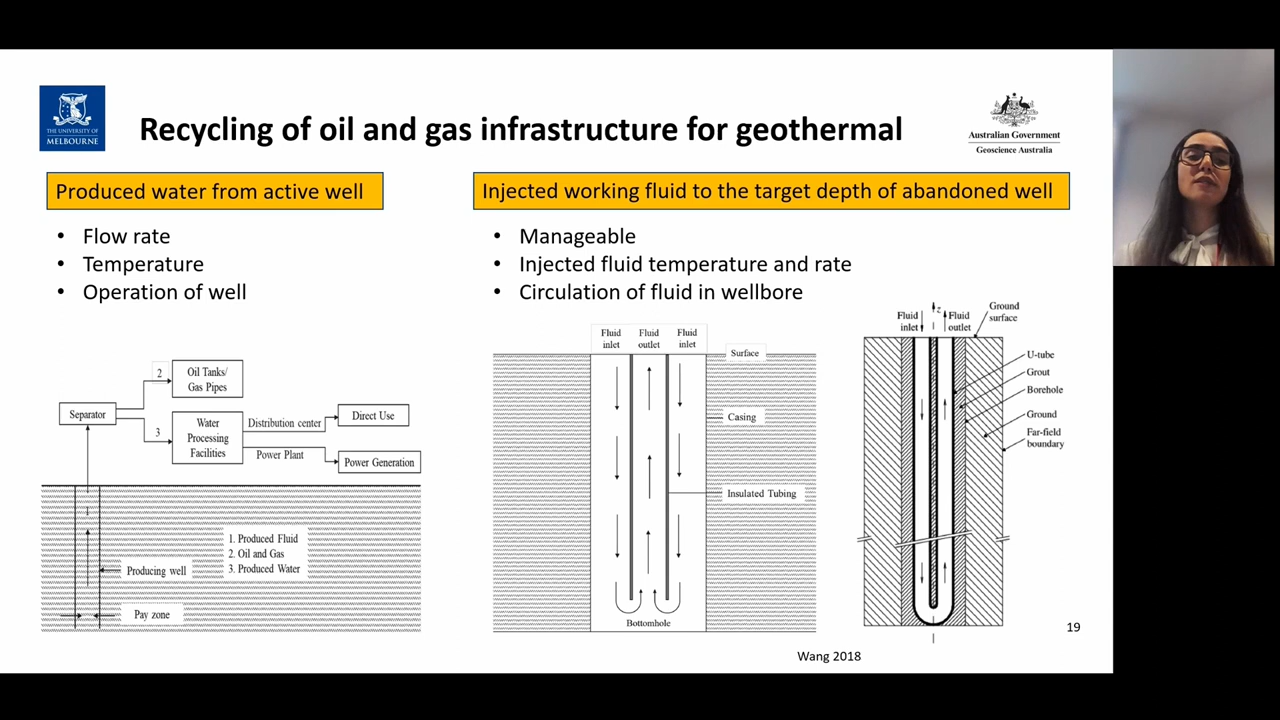 THE UNIVERSITY OF
MELBOURNE
Recycling of oil and gas infrastructure for geothermal
Australian Government
Geoscience Australia
Produced water from active well
• Flow rate
• Temperature
• Operation of well
Injected working fluid to the target depth of abandoned well
• Manageable
• Injected fluid temperature and rate
• Circulation of fluid in wellbore
Separator
2
Oil Tanks/
Gas Pipes
3
Water
Processing
Facilities
Distribution center
Direct Use
Power Plant
Power Generation
1
1. Produced Fluid
2. Oil and Gas
3. Produced Water
Producing well
Pay zone
Fluid
inlet
Fluid
outlet
Fluid
inlet
Surface
Casing
Insulated Tubing
Bottomhole
Fluid
inlet
z
Fluid
outlet
Ground
surface
U-tube
Grout
Borehole
Ground
Far-field
boundary
Wang 2018
19